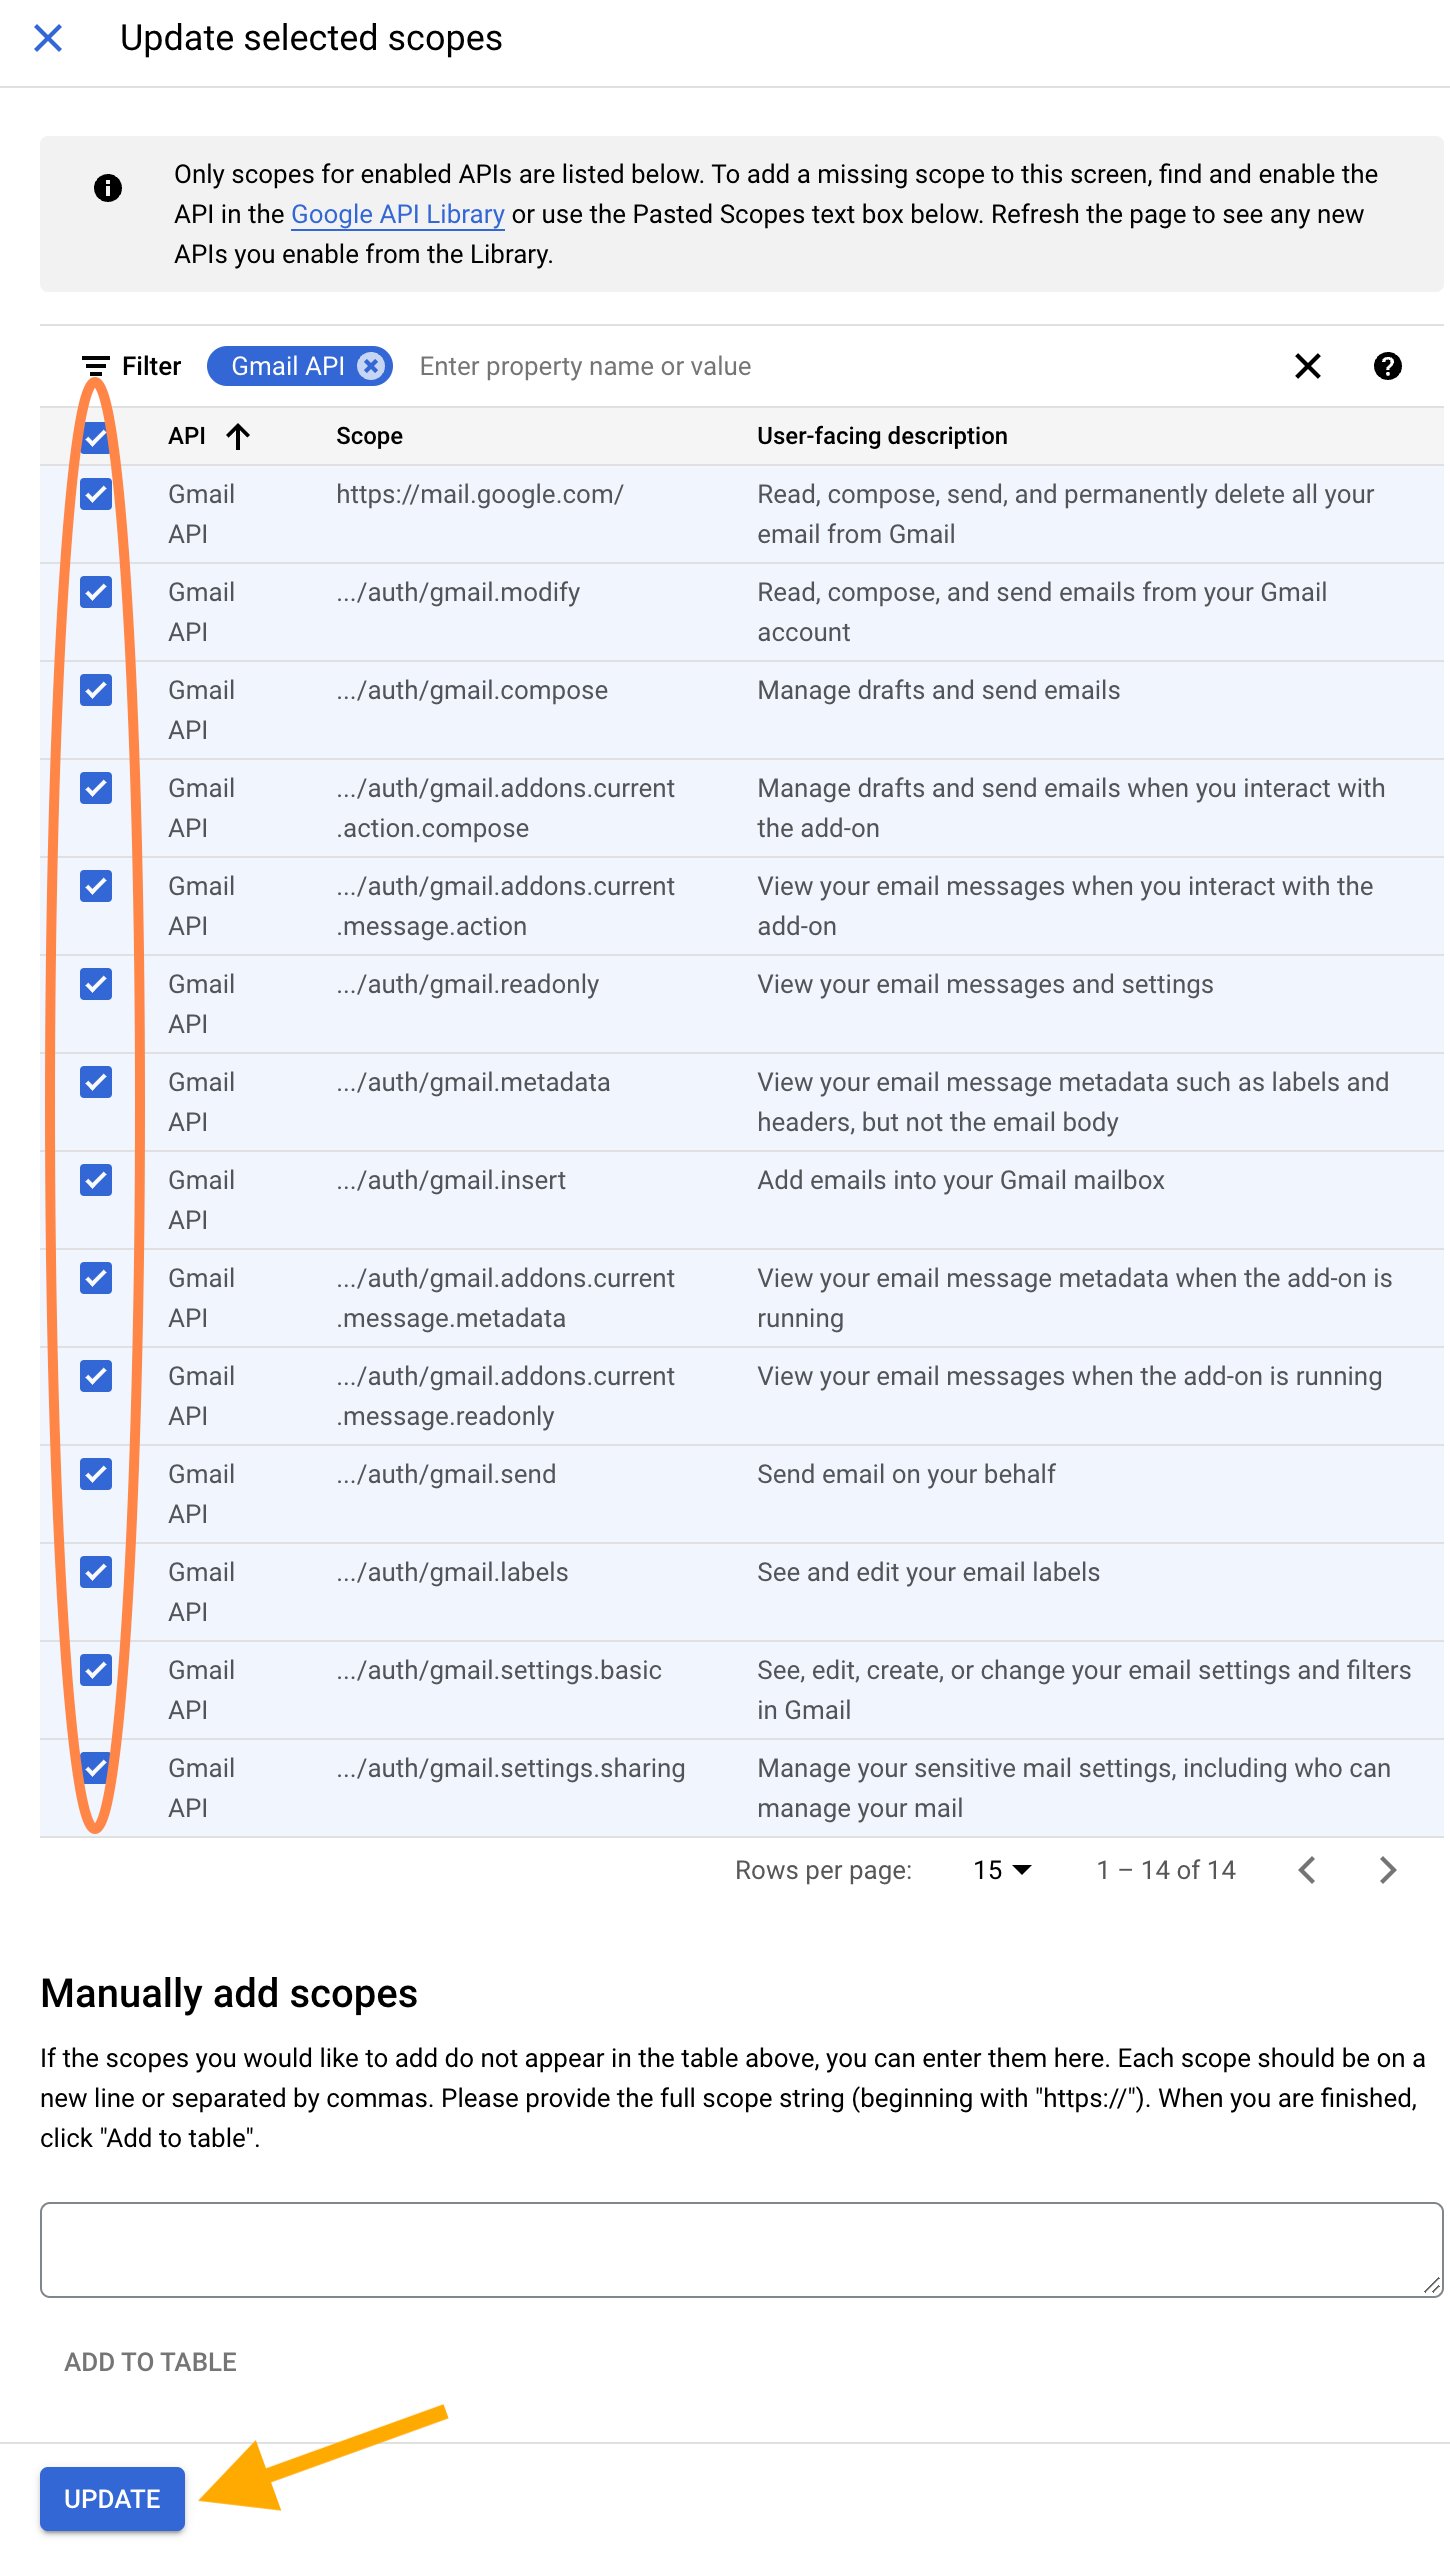 Update selected scopes
Only scopes for enabled APIs are listed below. To add a missing scope to this screen, find and enable the
API in the Google API Library or use the Pasted Scopes text box below. Refresh the page to see any new
APIs you enable from the Library.
Filter Gmail API Enter property name or value
API Scope User-facing description
Gmail https://mail.google.com/ Read, compose, send, and permanently delete all your
API email from Gmail
Gmail .../auth/gmail.modify Read, compose, and send emails from your Gmail
API account
Gmail .../auth/gmail.compose Manage drafts and send emails
API
Gmail .../auth/gmail.addons.current Manage drafts and send emails when you interact with
API .action.compose the add-on
Gmail .../auth/gmail.addons.current View your email messages when you interact with the
API .message.action add-on
Gmail .../auth/gmail.readonly View your email messages and settings
API
Gmail .../auth/gmail.metadata View your email message metadata such as labels and
API headers, but not the email body
Gmail .../auth/gmail.insert Add emails into your Gmail mailbox
API
Gmail .../auth/gmail.addons.current View your email message metadata when the add-on is
API .message.metadata running
Gmail .../auth/gmail.addons.current View your email messages when the add-on is running
API .message.readonly
Gmail .../auth/gmail.send Send email on your behalf
API
Gmail .../auth/gmail.labels See and edit your email labels
API
Gmail .../auth/gmail.settings.basic See, edit, create, or change your email settings and filters
API in Gmail
Gmail .../auth/gmail.settings.sharing Manage your sensitive mail settings, including who can
API manage your mail
Rows per page: 15 1 – 14 of 14
Manually add scopes
If the scopes you would like to add do not appear in the table above, you can enter them here. Each scope should be on a
new line or separated by commas. Please provide the full scope string (beginning with "https://"). When you are finished,
click "Add to table".
ADD TO TABLE
UPDATE